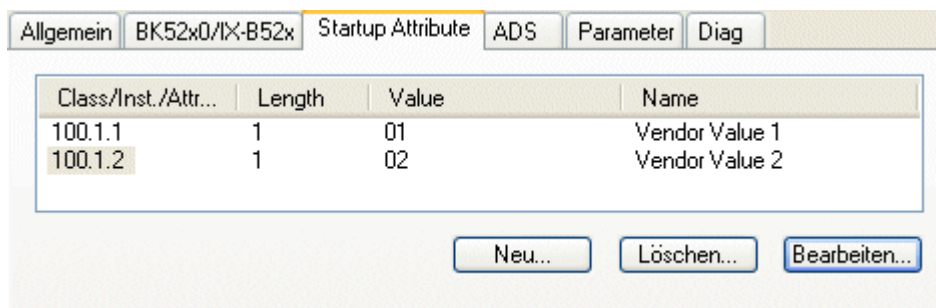 Allgemein BK52x0/IX-B52x Startup Attribute ADS Parameter Diag
Class/Inst./Attr... Length Value Name
100.1.1 1 01 Vendor Value 1
100.1.2 1 02 Vendor Value 2
Neu... Löschen... Bearbeiten...